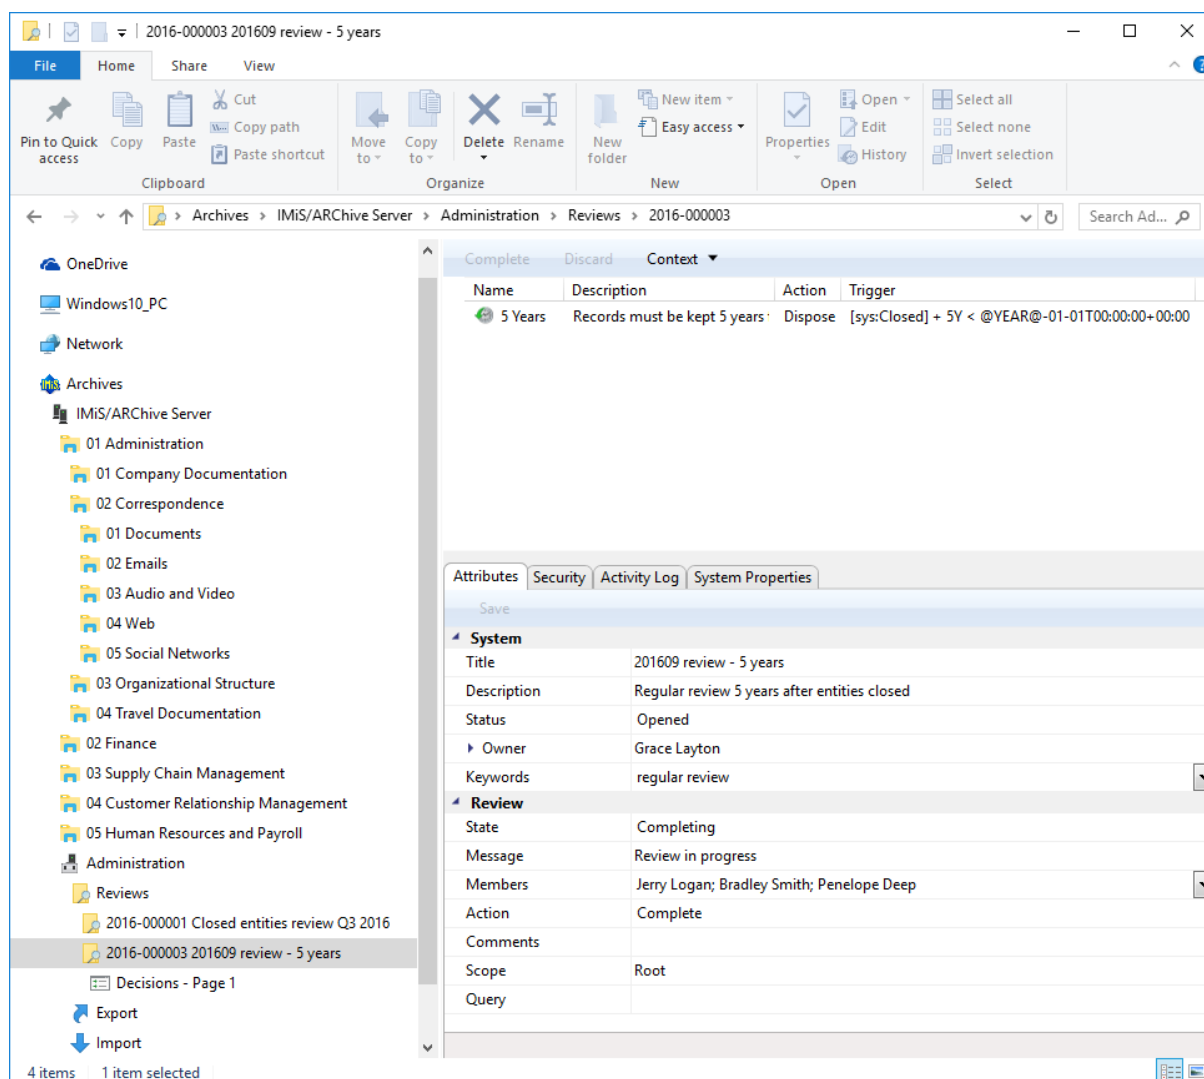 2016-000003 201609 review - 5 years
File Home Share View
Pin to Quick access
Copy
Paste
Cut
Copy path
Paste shortcut
Move to
Copy to
Delete
Rename
New folder
New item
Easy access
Properties
Open
Edit
History
Select all
Select none
Invert selection
Clipboard Organize New Open Select
Archives > IMiS/ARChive Server > Administration > Reviews > 2016-000003
Search Ad...
OneDrive
Windows10_PC
Network
Archives
IMiS/ARChive Server
01 Administration
01 Company Documentation
02 Correspondence
01 Documents
02 Emails
03 Audio and Video
04 Web
05 Social Networks
03 Organizational Structure
04 Travel Documentation
02 Finance
03 Supply Chain Management
04 Customer Relationship Management
05 Human Resources and Payroll
Administration
Reviews
2016-000001 Closed entities review Q3 2016
2016-000003 201609 review - 5 years
Decisions - Page 1
Export
Import
Complete Discard Context
Name Description Action Trigger
5 Years Records must be kept 5 years Dispose [sys:Closed] + 5Y < @YEAR@-01-01T00:00:00+00:00
Attributes Security Activity Log System Properties
Save
System
Title 201609 review - 5 years
Description Regular review 5 years after entities closed
Status Opened
Owner Grace Layton
Keywords regular review
Review
State Completing
Message Review in progress
Members Jerry Logan; Bradley Smith; Penelope Deep
Action Complete
Comments
Scope Root
Query
4 items 1 item selected